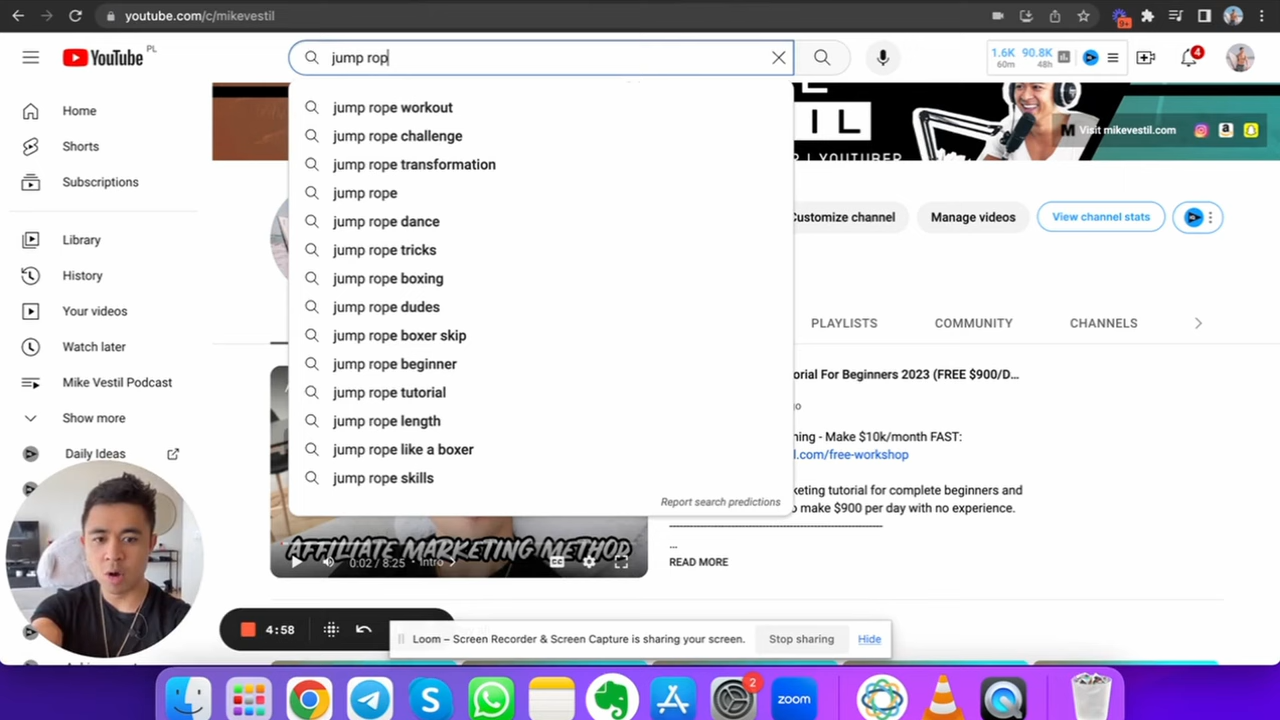 youtube.com/c/mikevestil
9+
YouTube PL
jump rop
1.6K 90.8K
60m 48h
4
Home
Shorts
Subscriptions
Library
History
Your videos
Watch later
Mike Vestil Podcast
Show more
Daily Ideas
jump rope workout
jump rope challenge
jump rope transformation
jump rope
jump rope dance
jump rope tricks
jump rope boxing
jump rope dudes
jump rope boxer skip
jump rope beginner
jump rope tutorial
jump rope length
jump rope like a boxer
jump rope skills
Report search predictions
Visit mikevestil.com
YOUTUBER
Customize channel
Manage videos
View channel stats
PLAYLISTS
COMMUNITY
CHANNELS
orial For Beginners 2023 (FREE $900/D...
ning - Make $10k/month FAST:
l.com/free-workshop
keting tutorial for complete beginners and
o make $900 per day with no experience.
...
READ MORE
AFFILIATE MARKETING METHOD
0:02 / 8:25 • Intro
4:58
Loom – Screen Recorder & Screen Capture is sharing your screen.
Stop sharing
Hide
2
zoom